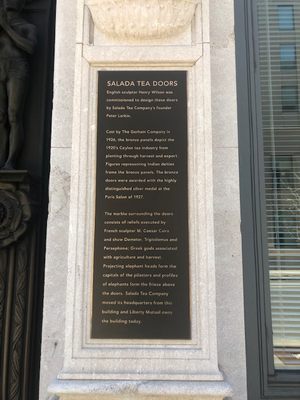 SALADA TEA DOORS
English sculptor Henry Wilson was
commissioned to design these doors
by Salada Tea Company's founder
Peter Larkin.
Cast by The Gorham Company in
1926, the bronze panels depict the
1920's Ceylon tea industry from
planting through harvest and export.
Figures representing Indian deities
frame the bronze panels. The bronze
doors were awarded with the highly
distinguished silver medal at the
Paris Salon of 1927.
The marble surrounding the doors
consists of reliefs executed by
French sculptor M. Caesar Caira
and show Demeter, Triptolemus and
Persephone; Greek gods associated
with agriculture and harvest.
Projecting elephant heads form the
capitals of the pilasters and profiles
of elephants form the frieze above
the doors. Salada Tea Company
moved its headquarters from this
building and Liberty Mutual owns
the building today.